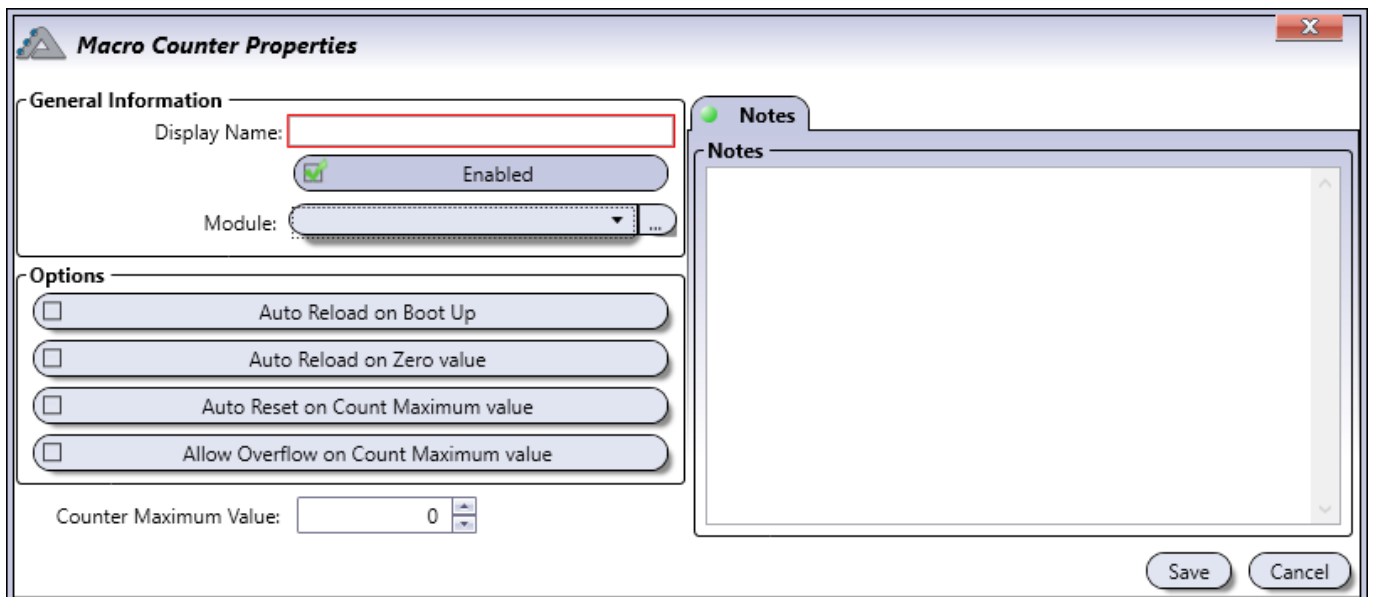 Macro Counter Properties
X
General Information
Display Name:
Enabled
Module:
...
Options
Auto Reload on Boot Up
Auto Reload on Zero value
Auto Reset on Count Maximum value
Allow Overflow on Count Maximum value
Counter Maximum Value: 0
Notes
Notes
Save Cancel